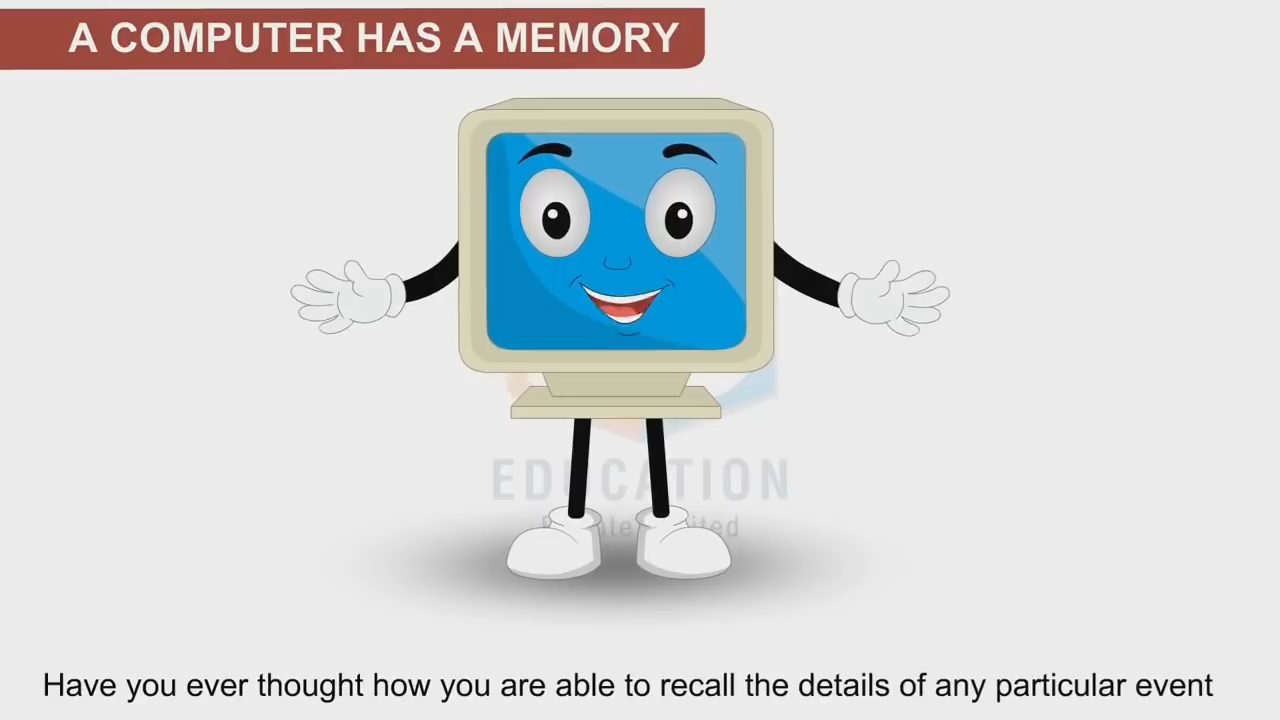 A COMPUTER HAS A MEMORY
EDUCATION
Have you ever thought how you are able to recall the details of any particular event